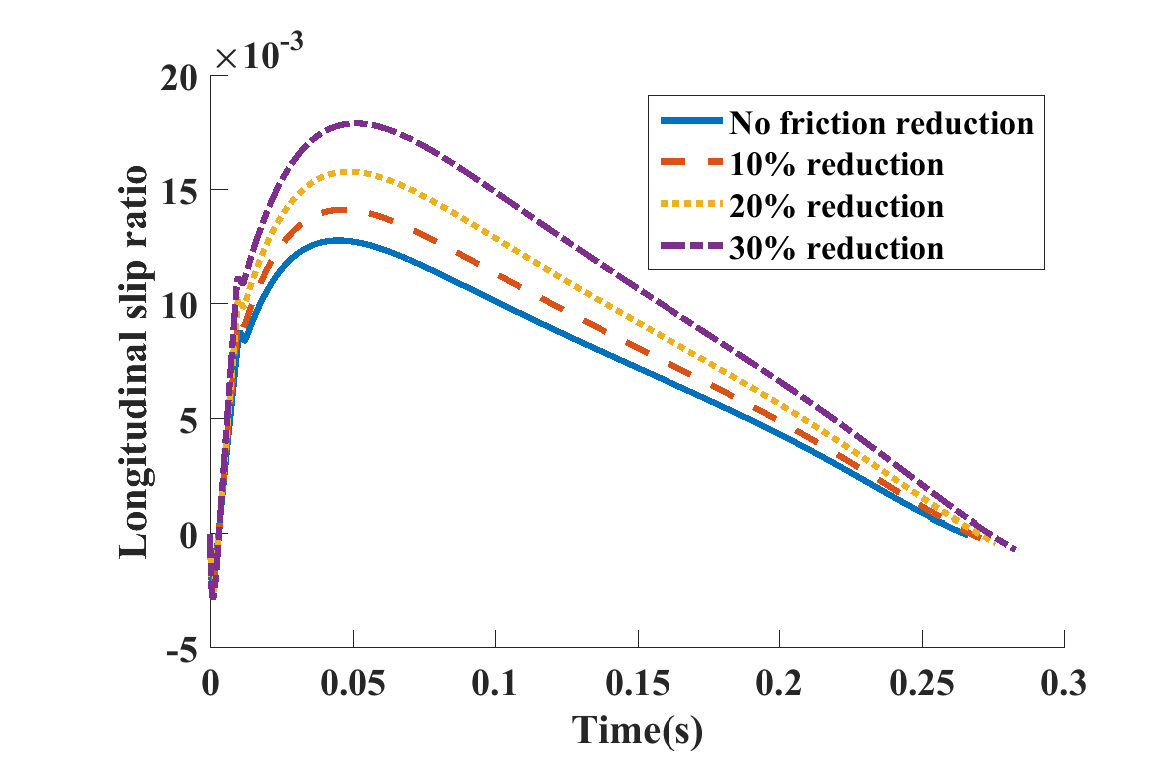 ×10-3
20
15
10
5
0
-5
Longitudinal slip ratio
No friction reduction
10% reduction
20% reduction
30% reduction
0 0.05 0.1 0.15 0.2 0.25 0.3
Time(s)